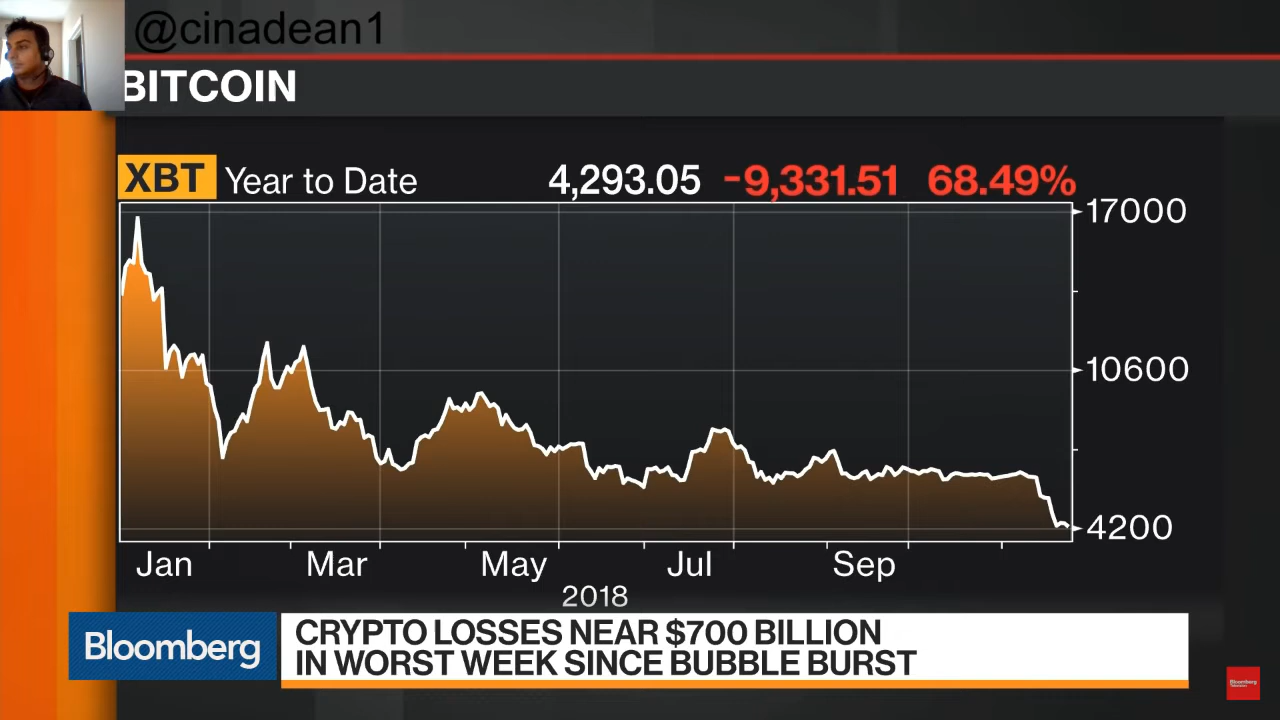 @cinadean1
BITCOIN
XBT Year to Date 4,293.05 -9,331.51 68.49%
17000
10600
4200
Jan Mar May Jul Sep
2018
Bloomberg
CRYPTO LOSSES NEAR $700 BILLION
IN WORST WEEK SINCE BUBBLE BURST
Bloomberg